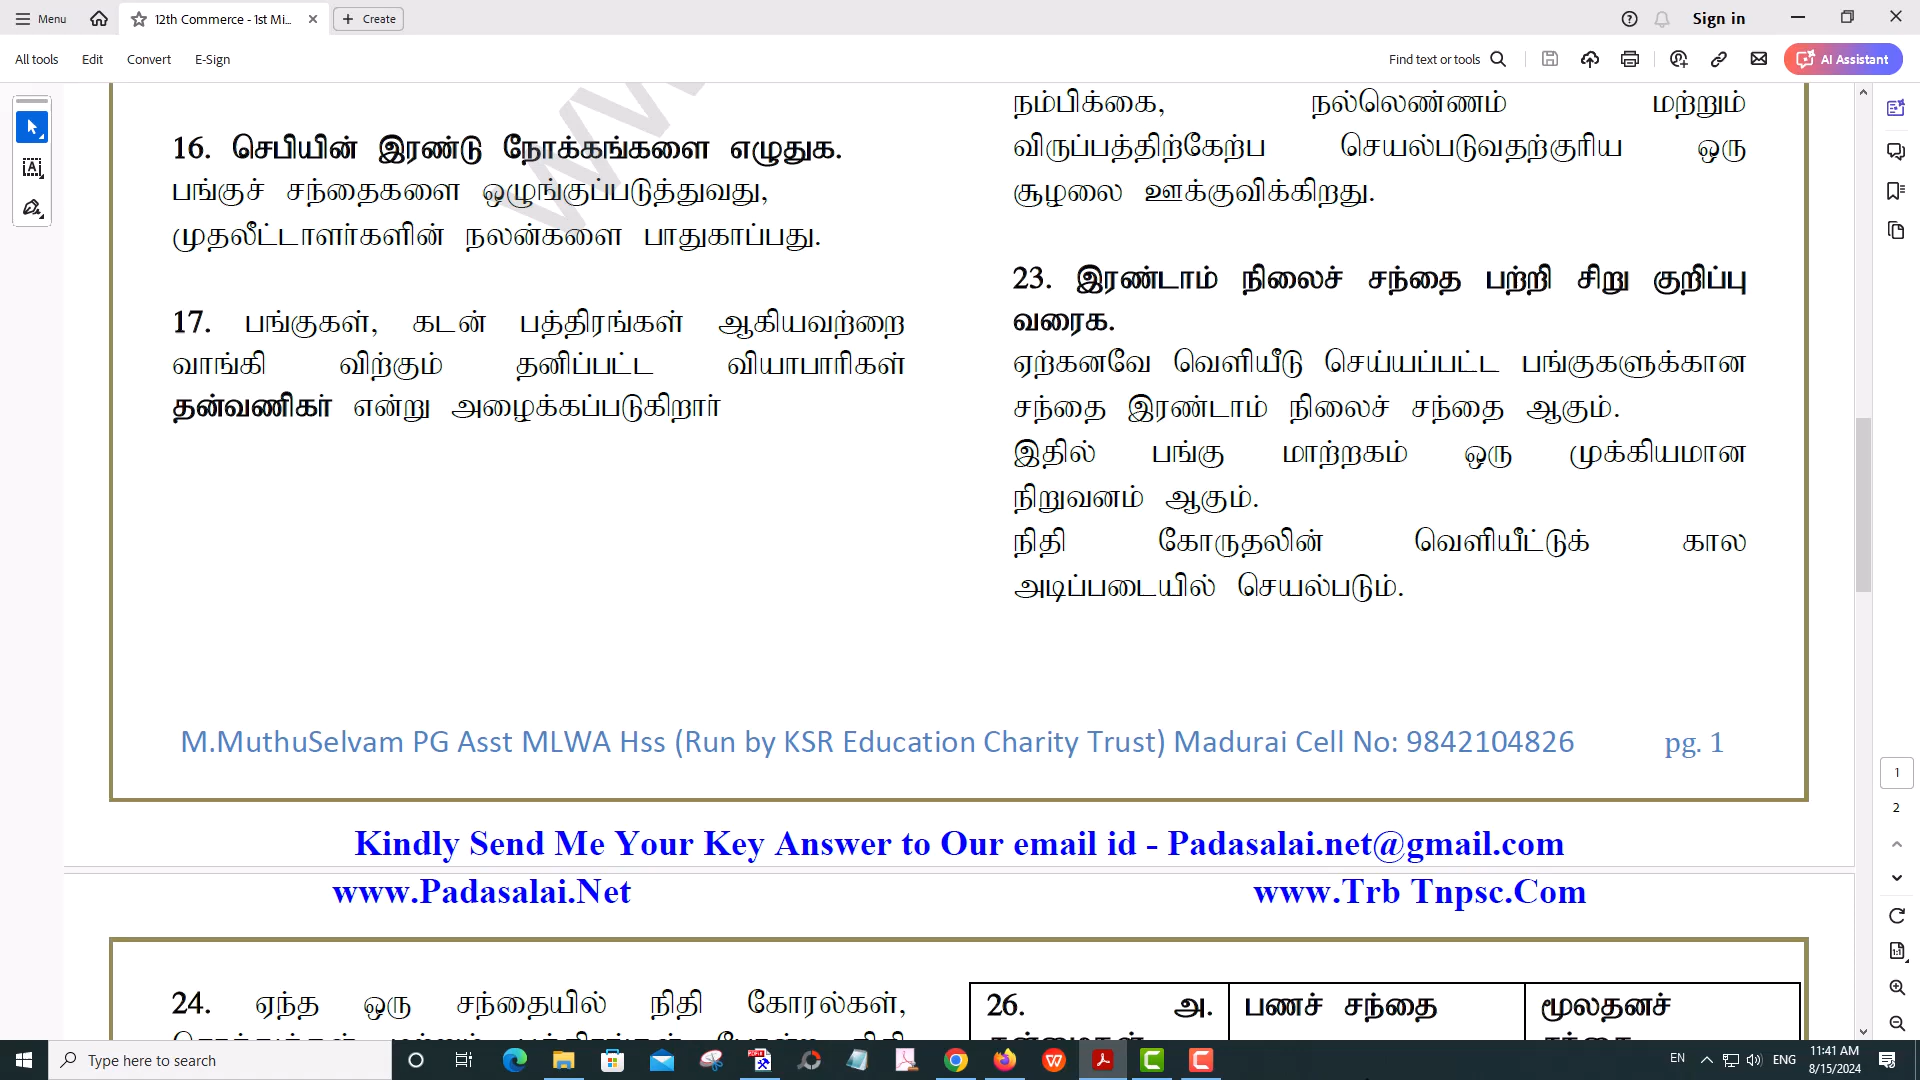 Menu
12th Commerce - 1st Mi...
Create
Sign in
All tools
Edit
Convert
E-Sign
Find text or tools
AI Assistant
16. செபியின் இரண்டு நோக்கங்களை எழுதுக.
பங்குச் சந்தைகளை ஒழுங்குப்படுத்துவது,
முதலீட்டாளர்களின் நலன்களை பாதுகாப்பது.
17. பங்குகள், கடன் பத்திரங்கள் ஆகியவற்றை
வாங்கி விற்கும் தனிப்பட்ட வியாபாரிகள்
தன்வணிகர் என்று அழைக்கப்படுகிறார்
நம்பிக்கை, நல்லெண்ணம் மற்றும்
விருப்பத்திற்கேற்ப செயல்படுவதற்குரிய ஒரு
சூழலை ஊக்குவிக்கிறது.
23. இரண்டாம் நிலைச் சந்தை பற்றி சிறு குறிப்பு
வரைக.
ஏற்கனவே வெளியீடு செய்யப்பட்ட பங்குகளுக்கான
சந்தை இரண்டாம் நிலைச் சந்தை ஆகும்.
இதில் பங்கு மாற்றகம் ஒரு முக்கியமான
நிறுவனம் ஆகும்.
நிதி கோருதலின் வெளியீட்டுக் கால
அடிப்படையில் செயல்படும்.
M.MuthuSelvam PG Asst MLWA Hss (Run by KSR Education Charity Trust) Madurai Cell No: 9842104826 pg. 1
Kindly Send Me Your Key Answer to Our email id - Padasalai.net@gmail.com
www.Padasalai.Net www.Trb Tnpsc.Com
24. ஏந்த ஒரு சந்தையில் நிதி கோரல்கள்,
26. அ. பணச் சந்தை மூலதனச்
1
2
Type here to search
EN
ENG
11:41 AM
8/15/2024